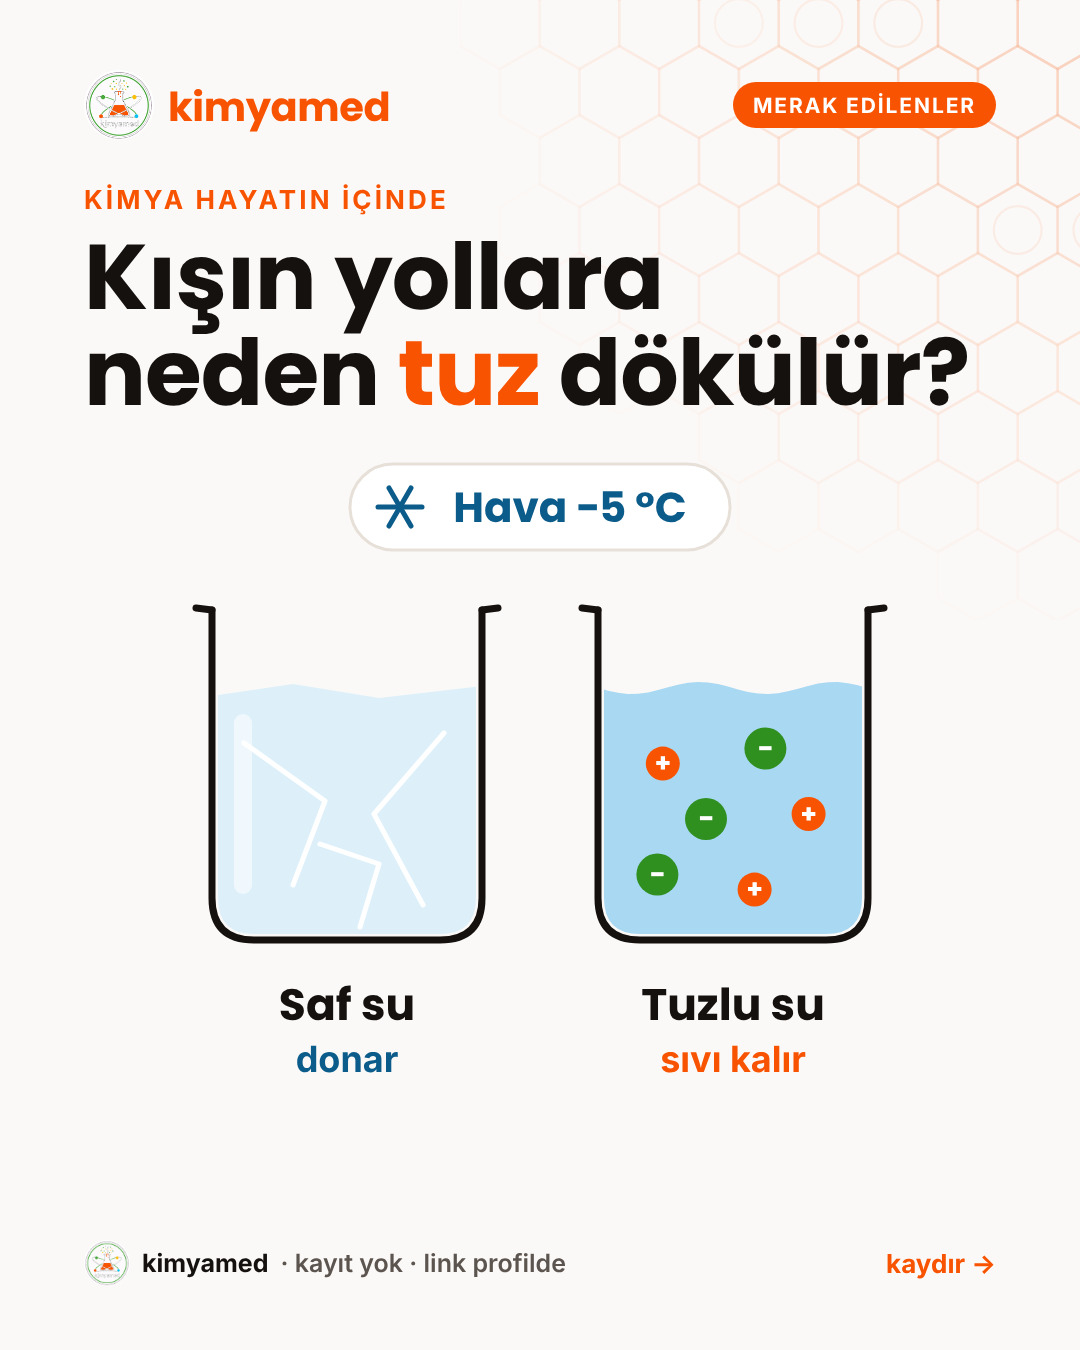 kimyamed
MERAK EDİLENLER
KİMYA HAYATIN İÇİNDE
Kışın yollara
neden tuz dökülür?
Hava -5 °C
+
-
-
+
-
+
Saf su
Tuzlu su
donar
sıvı kalır
kimyamed · kayıt yok · link profilde
kaydır →